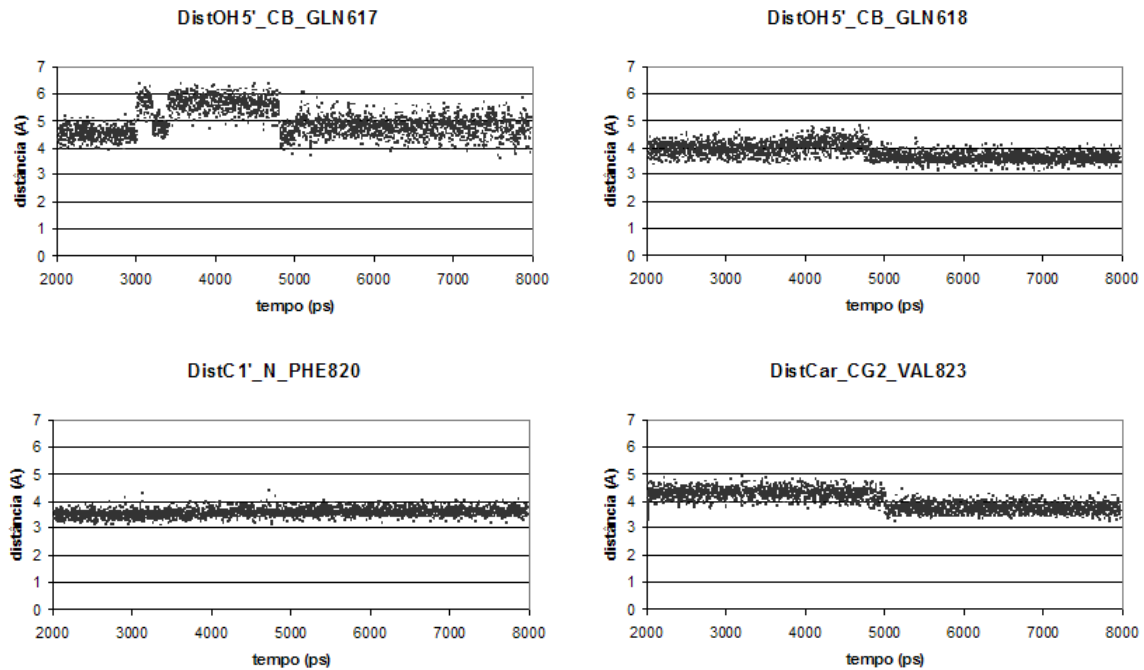 DistOH5'_CB_GLN617
distância (A)
7
6
5
4
3
2
1
0
2000 3000 4000 5000 6000 7000 8000
tempo (ps)
DistOH5'_CB_GLN618
distância (A)
7
6
5
4
3
2
1
0
2000 3000 4000 5000 6000 7000 8000
tempo (ps)
DistC1'_N_PHE820
distância (A)
7
6
5
4
3
2
1
0
2000 3000 4000 5000 6000 7000 8000
tempo (ps)
DistCar_CG2_VAL823
distância (A)
7
6
5
4
3
2
1
0
2000 3000 4000 5000 6000 7000 8000
tempo (ps)